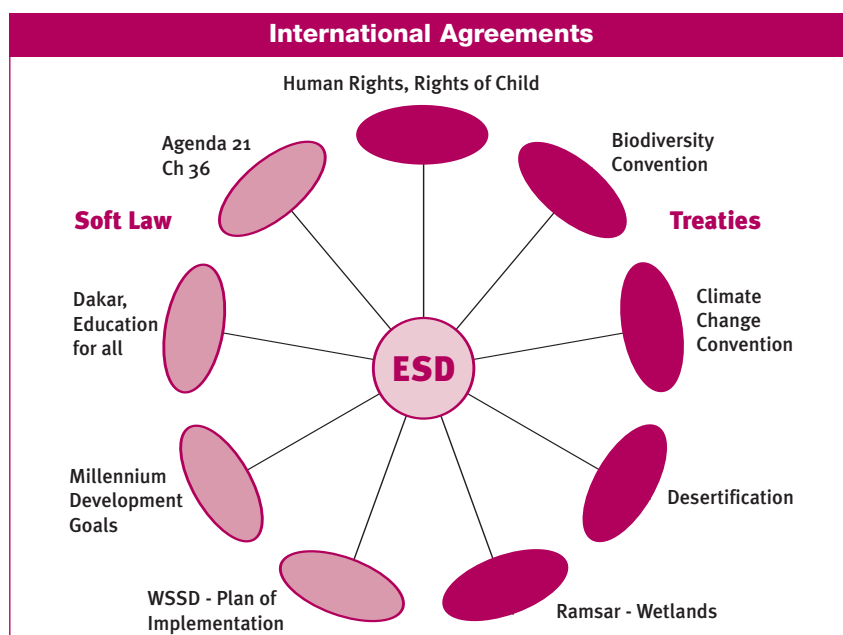 International Agreements
Human Rights, Rights of Child
Agenda 21
Ch 36
Biodiversity
Convention
Soft Law
Treaties
Dakar,
Education
for all
Climate
Change
Convention
ESD
Millennium
Development
Goals
Desertification
WSSD - Plan of
Implementation
Ramsar - Wetlands